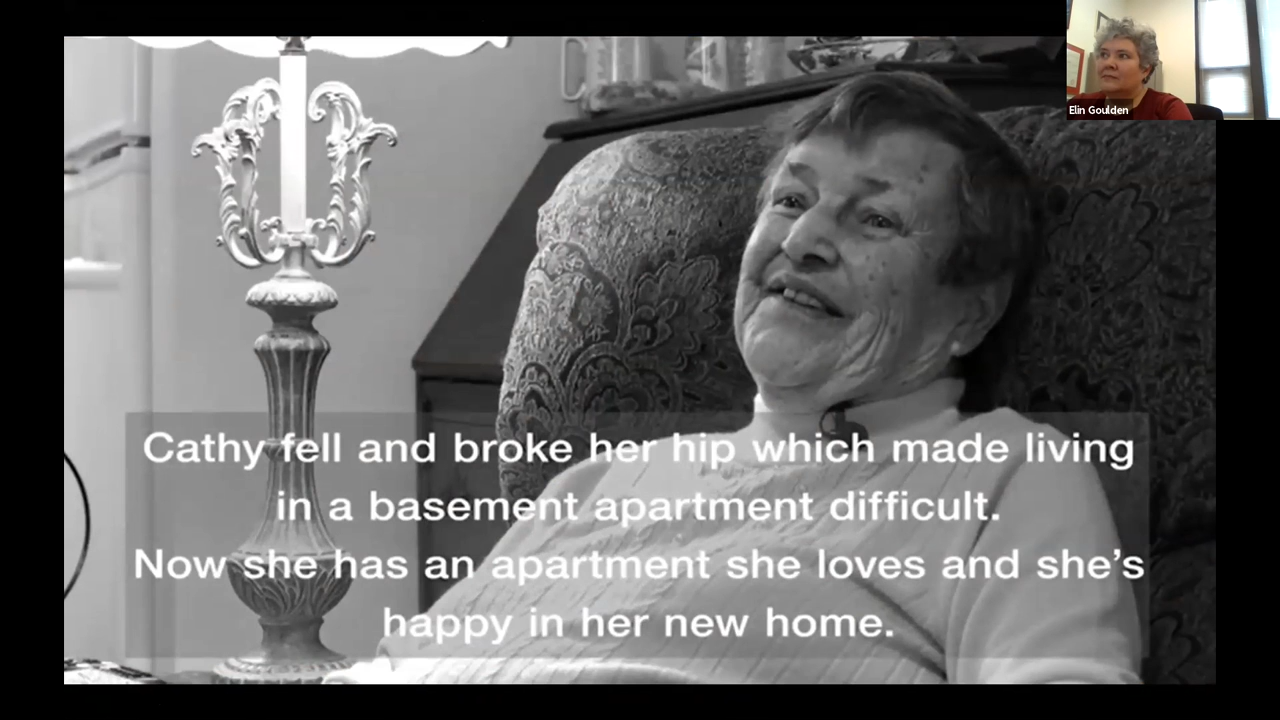 Elin Goulden
Cathy fell and broke her hip which made living
in a basement apartment difficult.
Now she has an apartment she loves and she’s
happy in her new home.